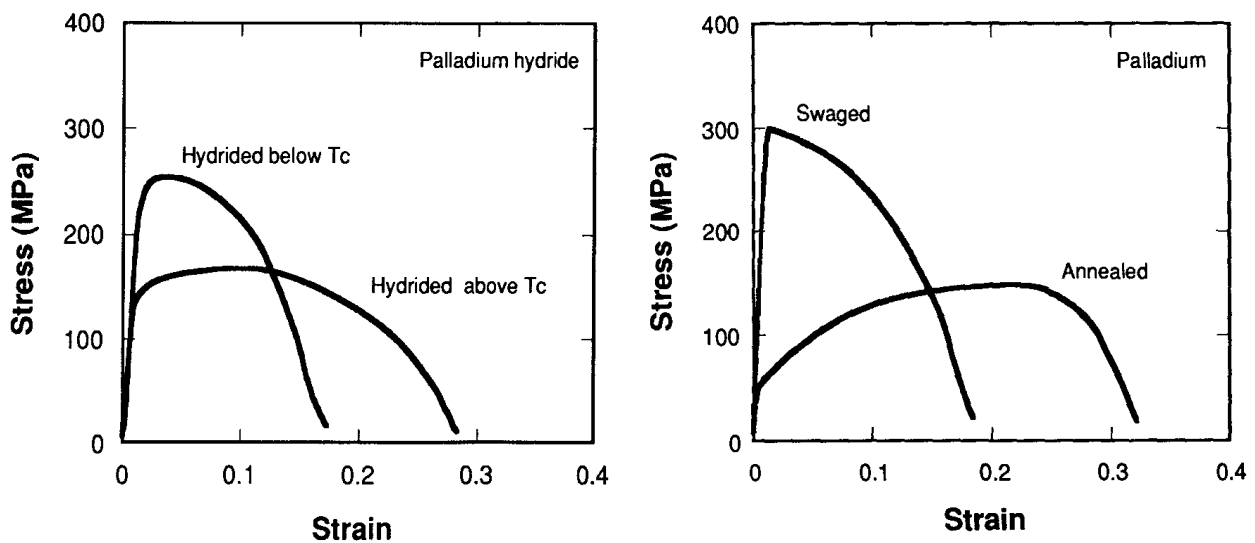 400
300
200
100
0
Stress (MPa)
Palladium hydride
Hydrided below Tc
Hydrided above Tc
0 0.1 0.2 0.3 0.4
Strain
400
300
200
100
0
Stress (MPa)
Palladium
Swaged
Annealed
0 0.1 0.2 0.3 0.4
Strain